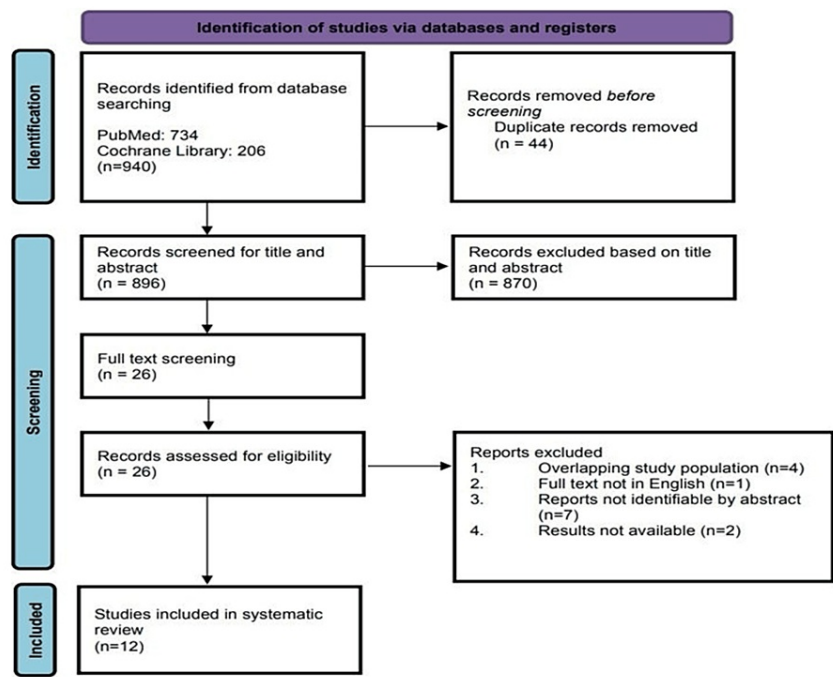 Identification of studies via databases and registers
Identification
Records identified from database
searching
PubMed: 734
Cochrane Library: 206
(n=940)
Records removed before
screening
Duplicate records removed
(n = 44)
Screening
Records screened for title and
abstract
(n = 896)
Records excluded based on title
and abstract
(n = 870)
Full text screening
(n = 26)
Records assessed for eligibility
(n = 26)
Reports excluded
1. Overlapping study population (n=4)
2. Full text not in English (n=1)
3. Reports not identifiable by abstract
(n=7)
4. Results not available (n=2)
Included
Studies included in systematic
review
(n=12)